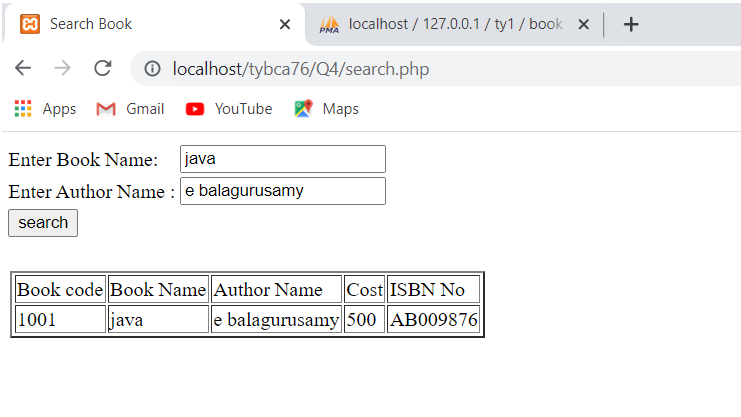 Search Book
PMA localhost / 127.0.0.1 / ty1 / book
localhost/tybca76/Q4/search.php
Apps Gmail YouTube Maps
Enter Book Name: java
Enter Author Name : e balagurusamy
search
Book code Book Name Author Name Cost ISBN No
1001 java e balagurusamy 500 AB009876